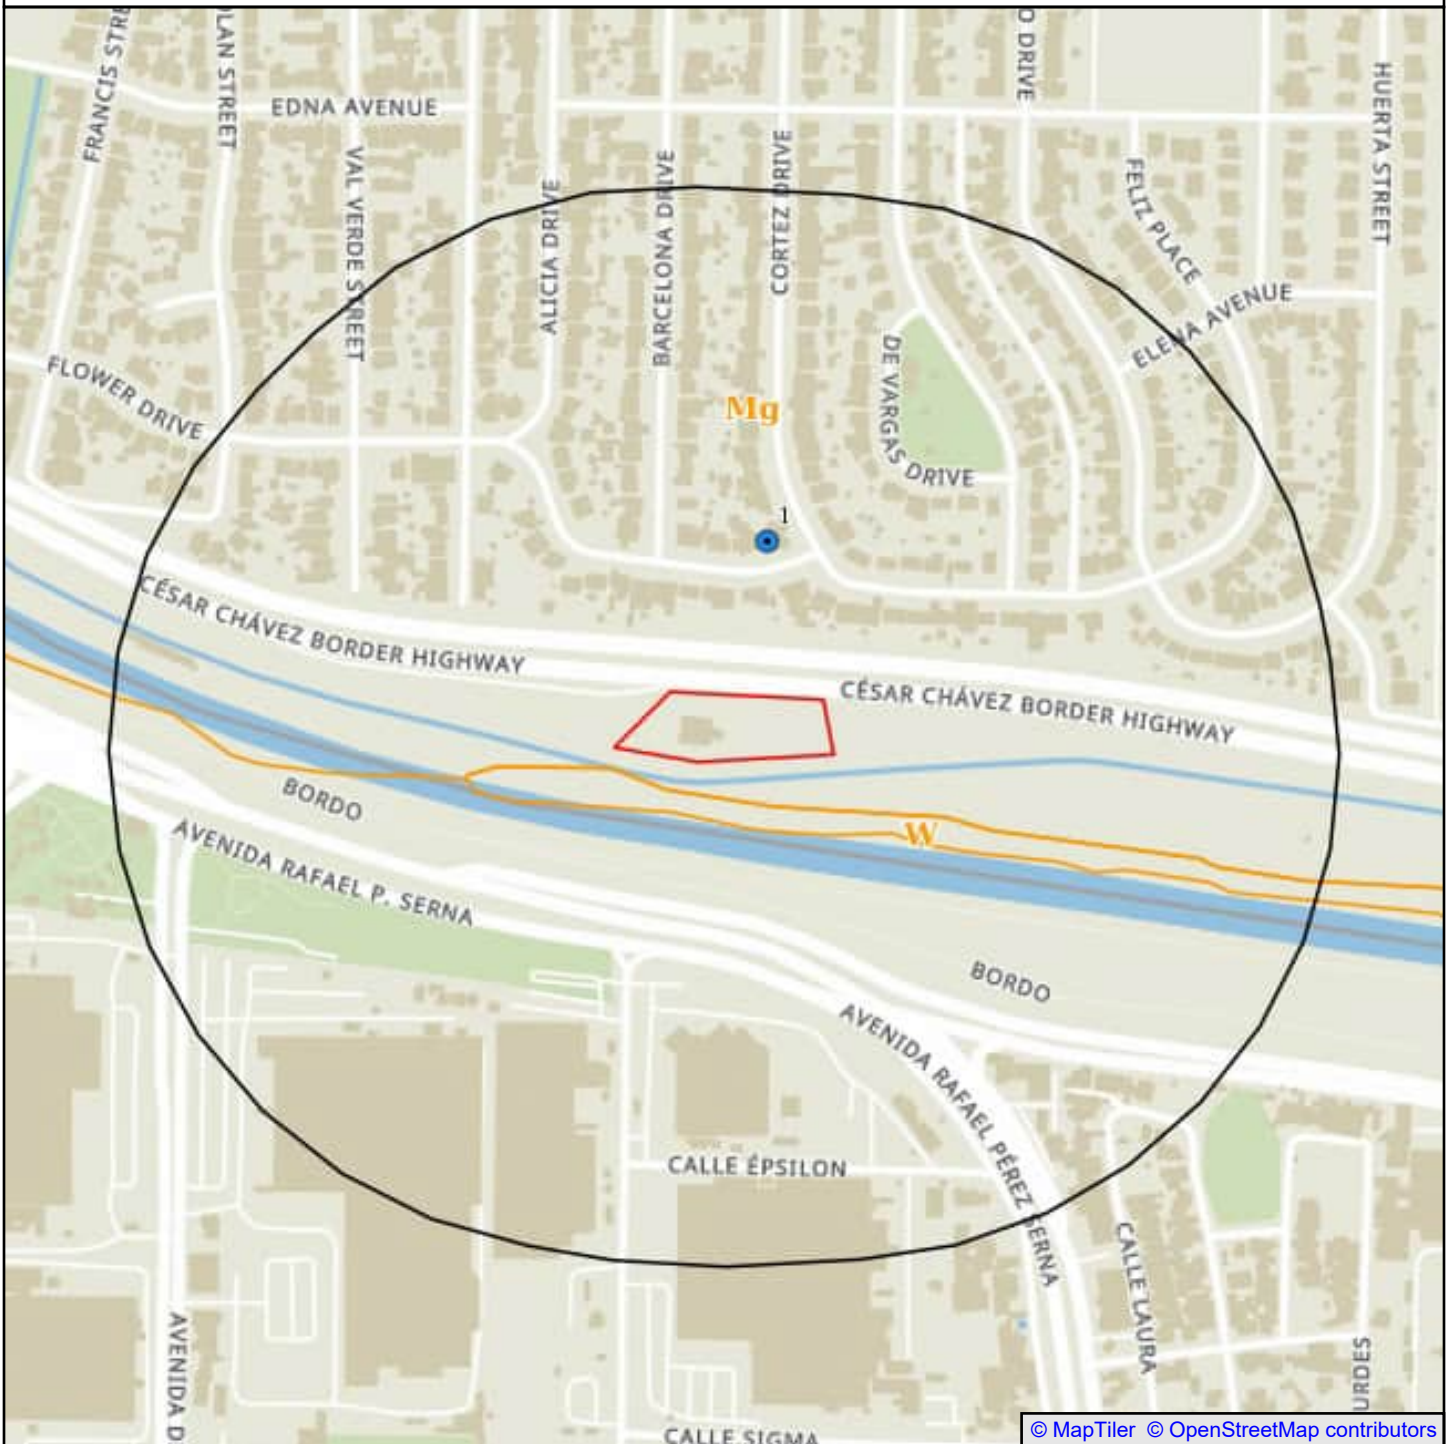 FRANCIS STRE
OLAN STREET
EDNA AVENUE
VAL VERDE STREET
ALICIA DRIVE
BARCELONA DRIVE
CORTEZ DRIVE
O DRIVE
FELIZ PLACE
HUERTA STREET
ELENA AVENUE
DE VARGAS DRIVE
FLOWER DRIVE
Mg
1
CÉSAR CHÁVEZ BORDER HIGHWAY
CÉSAR CHÁVEZ BORDER HIGHWAY
BORDO
W
AVENIDA RAFAEL P. SERNA
BORDO
AVENIDA RAFAEL PÉREZ SERNA
CALLE ÉPSILON
CALLE LAURA
AVENIDA D
URDES
CALLE SIGMA
© MapTiler © OpenStreetMap contributors